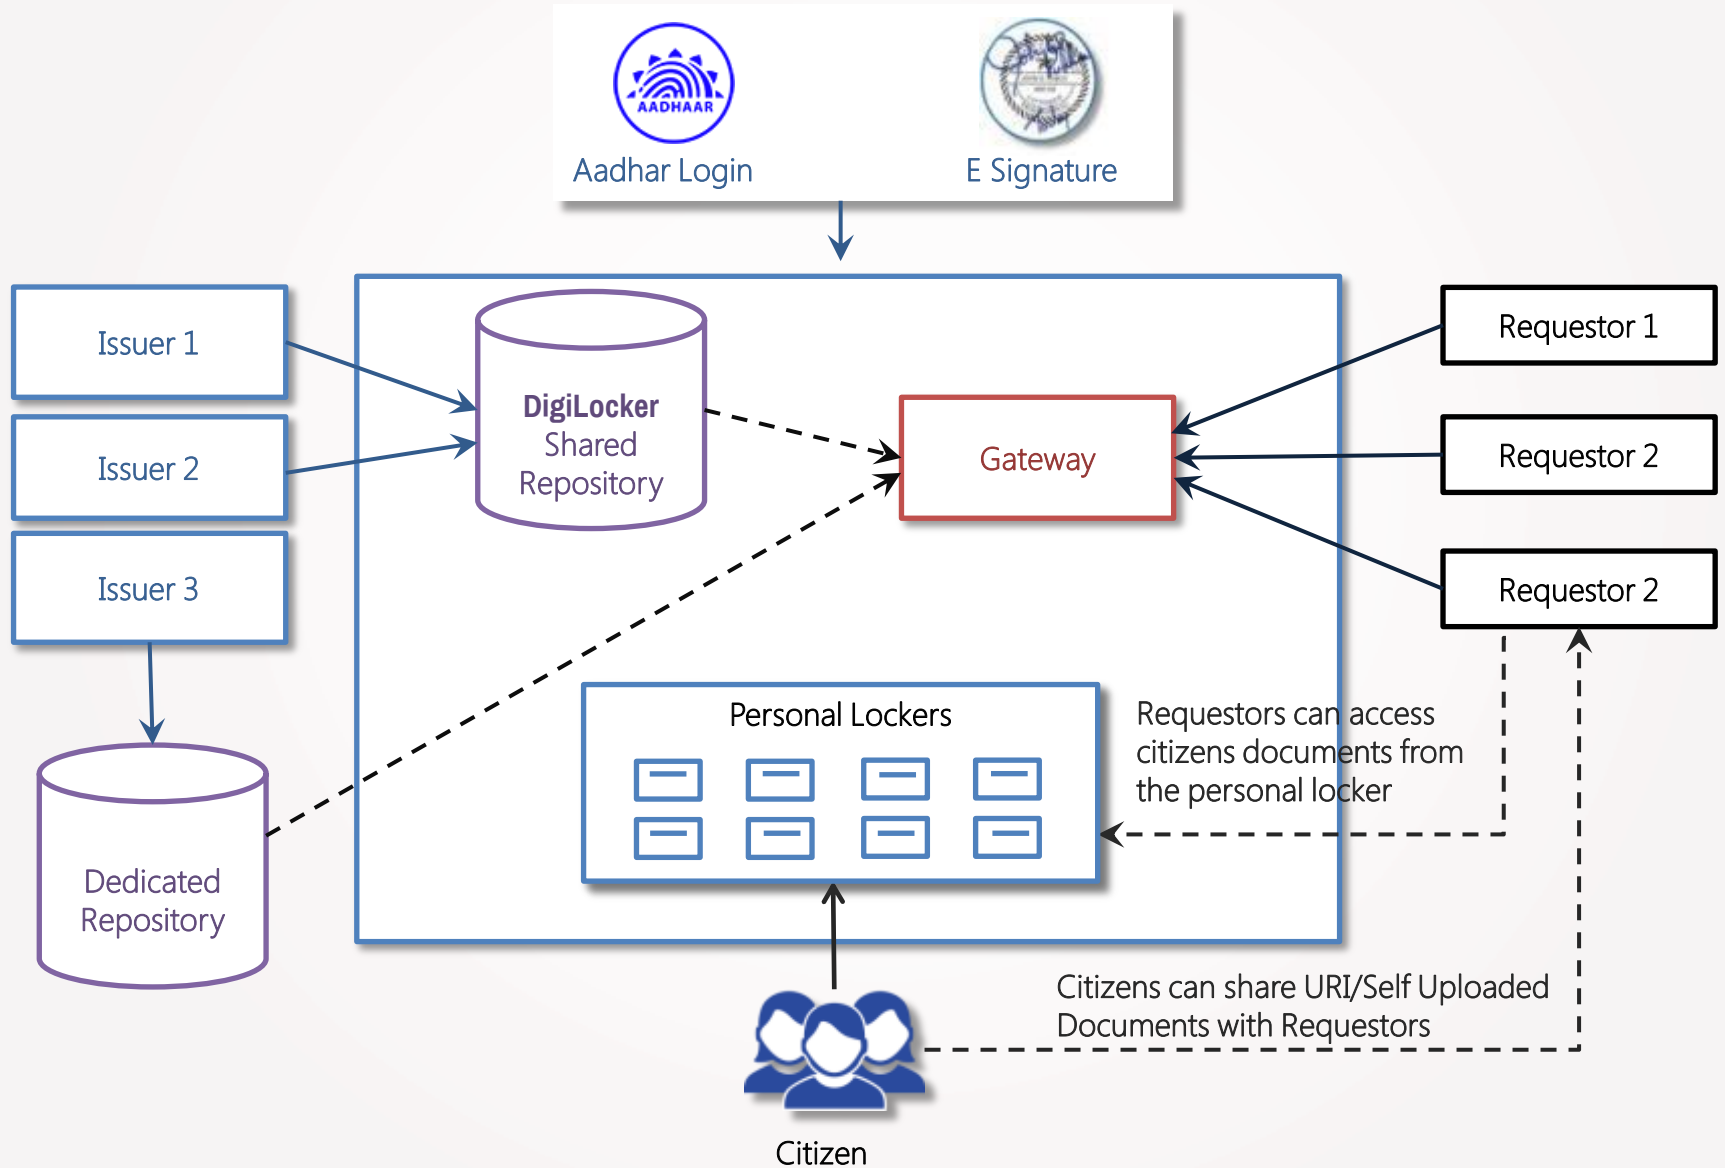 AADHAAR
Aadhar Login
E Signature
Issuer 1
Issuer 2
Issuer 3
DigiLocker
Shared
Repository
Gateway
Requestor 1
Requestor 2
Requestor 2
Personal Lockers
Requestors can access
citizens documents from
the personal locker
Dedicated
Repository
Citizens can share URI/Self Uploaded
Documents with Requestors
Citizen